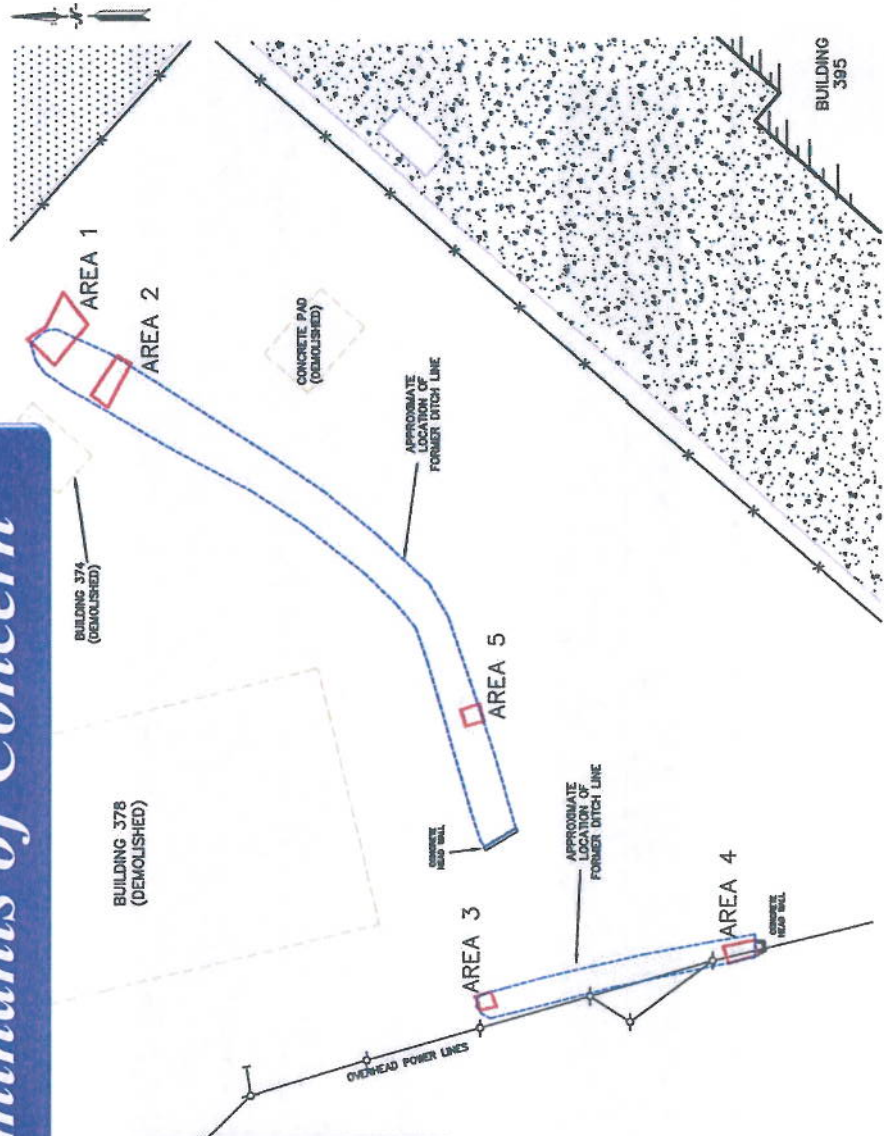 of Concern
N
BUILDING
395
AREA 1
AREA 2
CONCRETE PAD
(DEMOLISHED)
BUILDING 374
(DEMOLISHED)
APPROXIMATE
LOCATION OF
FORMER DITCH LINE
BUILDING 378
(DEMOLISHED)
AREA 5
CONCRETE
HEAD WALL
APPROXIMATE
LOCATION OF
FORMER DITCH LINE
AREA 3
AREA 4
CONCRETE
HEAD WALL
OVERHEAD POWER LINES